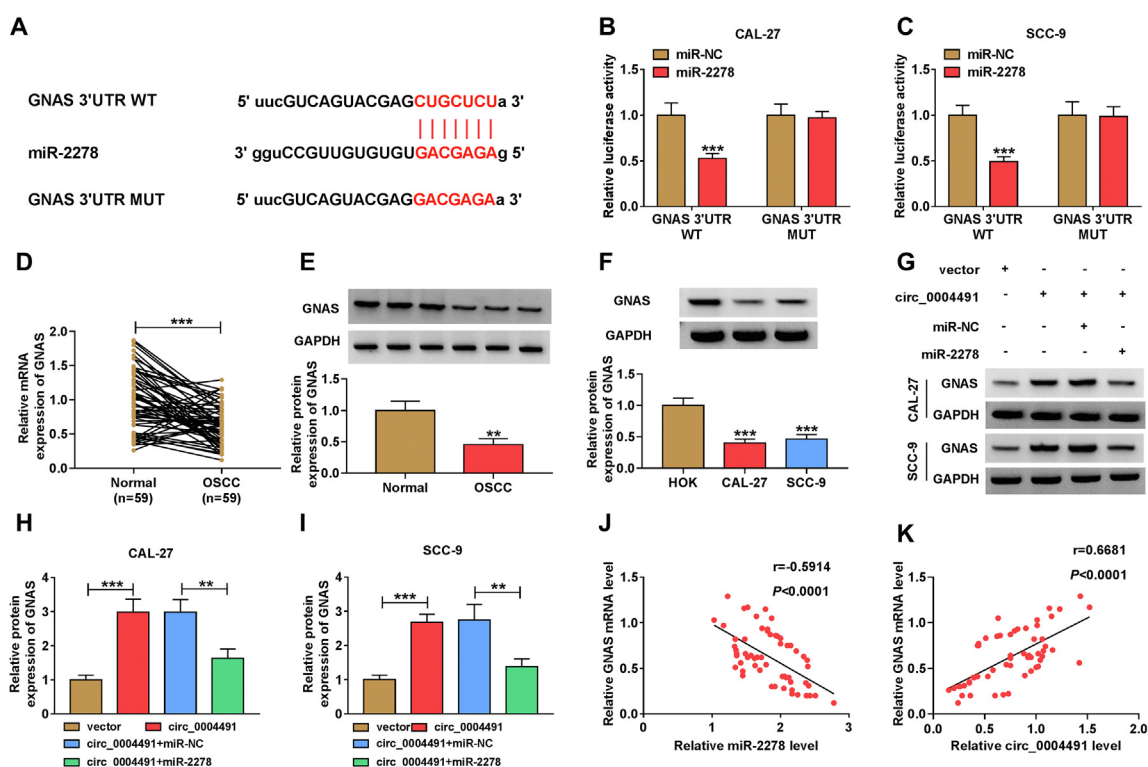 A
GNAS 3'UTR WT 5' uucGUCAGUACGAGCUGCUCUa 3'
miR-2278 3' gguCCGUUGUGUGUGACGAGAg 5'
GNAS 3'UTR MUT 5' uucGUCAGUACGAGGACGAGAa 3'
B
CAL-27
miR-NC
miR-2278
Relative luciferase activity
1.5
1.0
0.5
0.0
***
GNAS 3'UTR WT
GNAS 3'UTR MUT
C
SCC-9
miR-NC
miR-2278
Relative luciferase activity
1.5
1.0
0.5
0.0
***
GNAS 3'UTR WT
GNAS 3'UTR MUT
D
Relative mRNA
expression of GNAS
2.0
1.5
1.0
0.5
0.0
***
Normal
(n=59)
OSCC
(n=59)
E
GNAS
GAPDH
Relative protein
expression of GNAS
1.5
1.0
0.5
0.0
**
Normal OSCC
F
GNAS
GAPDH
Relative protein
expression of GNAS
1.5
1.0
0.5
0.0
*** ***
HOK CAL-27 SCC-9
G
vector + - - -
circ_0004491 - + + +
miR-NC - - + -
miR-2278 - - - +
CAL-27
GNAS
GAPDH
SCC-9
GNAS
GAPDH
H
CAL-27
Relative protein
expression of GNAS
4
3
2
1
0
*** **
vector circ_0004491
circ_0004491+miR-NC
circ_0004491+miR-2278
I
SCC-9
Relative protein
expression of GNAS
4
3
2
1
0
*** **
vector circ_0004491
circ_0004491+miR-NC
circ_0004491+miR-2278
J
r=-0.5914
P<0.0001
Relative GNAS mRNA level
1.5
1.0
0.5
0.0
0 1 2 3
Relative miR-2278 level
K
r=0.6681
P<0.0001
Relative GNAS mRNA level
1.5
1.0
0.5
0.0
0.0 0.5 1.0 1.5 2.0
Relative circ_0004491 level